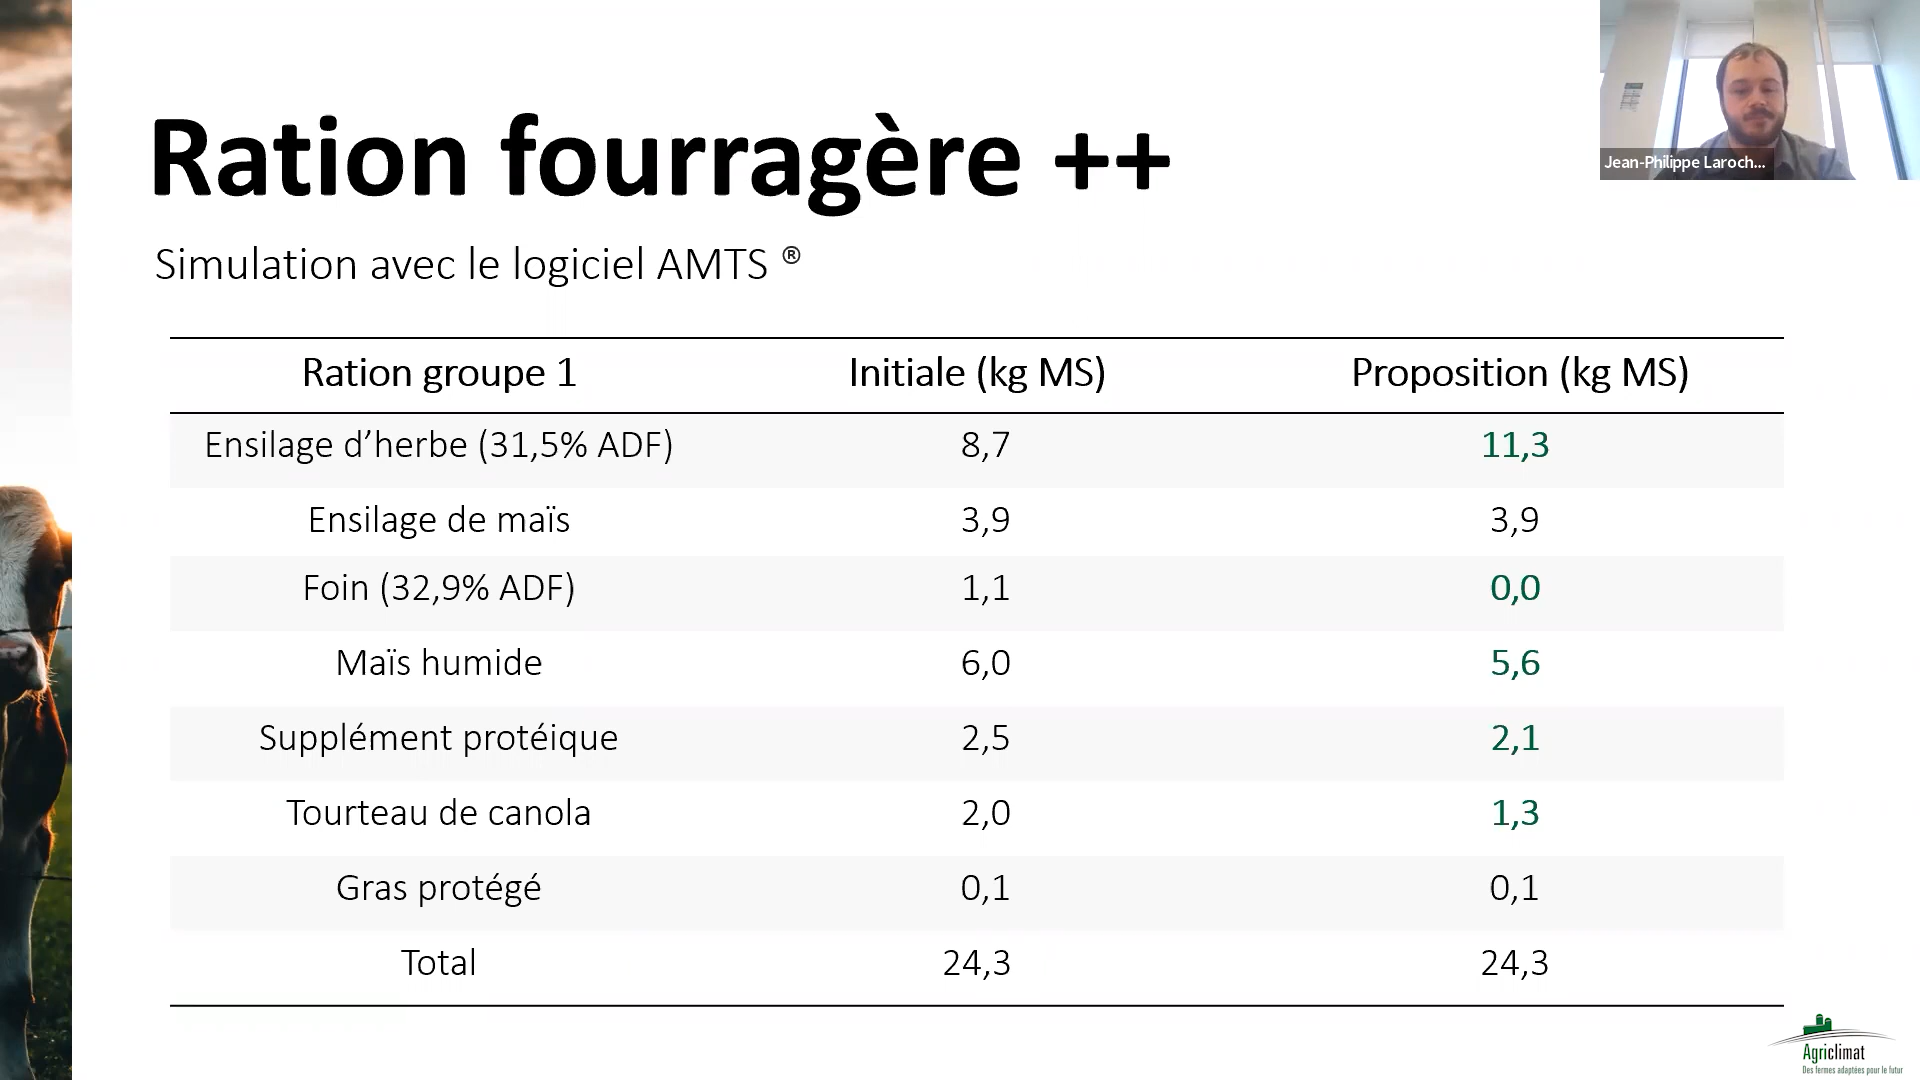 Ration fourragère ++
Jean-Philippe Laroch...
Simulation avec le logiciel AMTS ®
Ration groupe 1 Initiale (kg MS) Proposition (kg MS)
Ensilage d’herbe (31,5% ADF) 8,7 11,3
Ensilage de maïs 3,9 3,9
Foin (32,9% ADF) 1,1 0,0
Maïs humide 6,0 5,6
Supplément protéique 2,5 2,1
Tourteau de canola 2,0 1,3
Gras protégé 0,1 0,1
Total 24,3 24,3
Agriclimat
Des fermes adaptées pour le futur